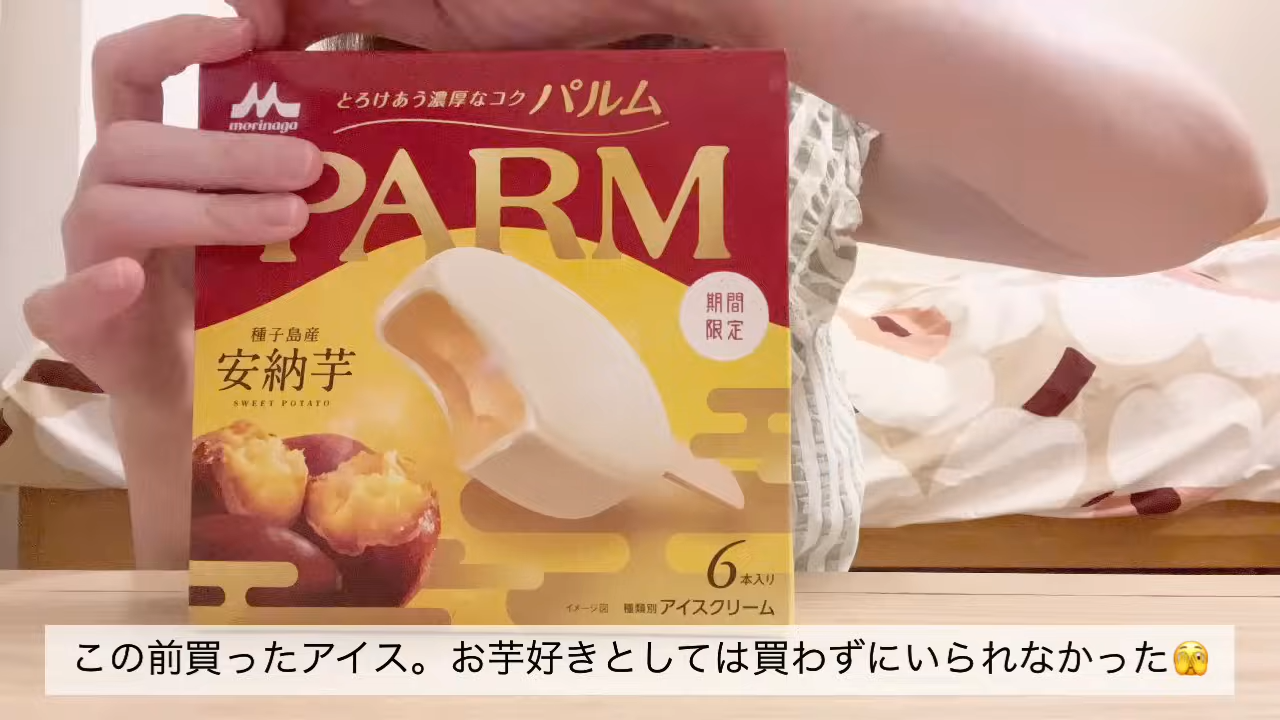 morinaga
とろけあう濃厚なコク パルム
PARM
期間
限定
種子島産
安納芋
SWEET POTATO
6本入り
イメージ図 種類別 アイスクリーム
この前買ったアイス。お芋好きとしては買わずにいられなかった🫣